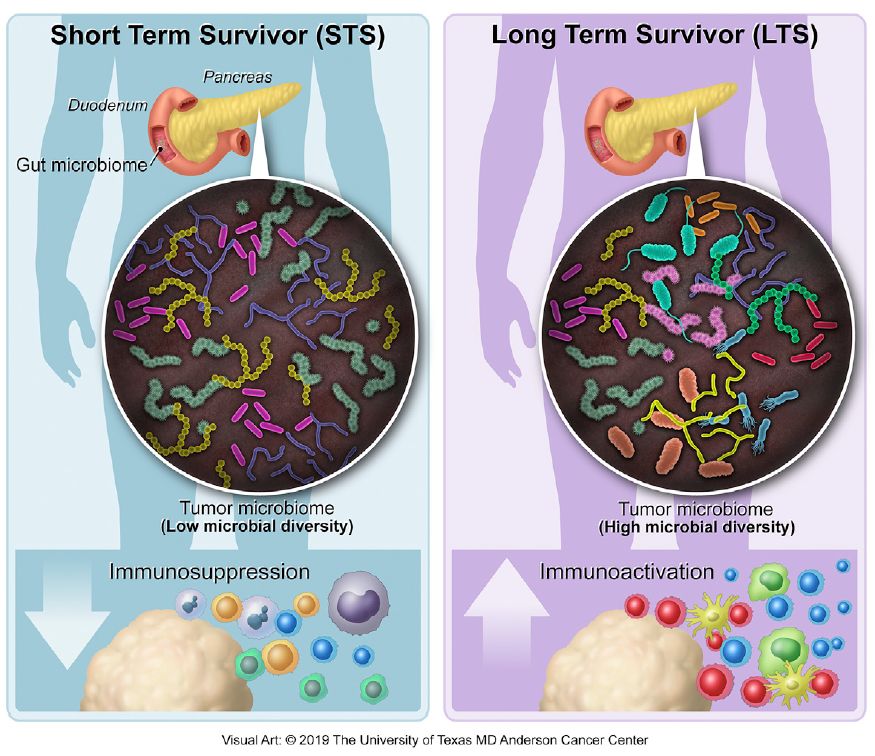 Short Term Survivor (STS)
Pancreas
Duodenum
Gut microbiome
Tumor microbiome
(Low microbial diversity)
Immunosuppression
Long Term Survivor (LTS)
Tumor microbiome
(High microbial diversity)
Immunoactivation
Visual Art: © 2019 The University of Texas MD Anderson Cancer Center